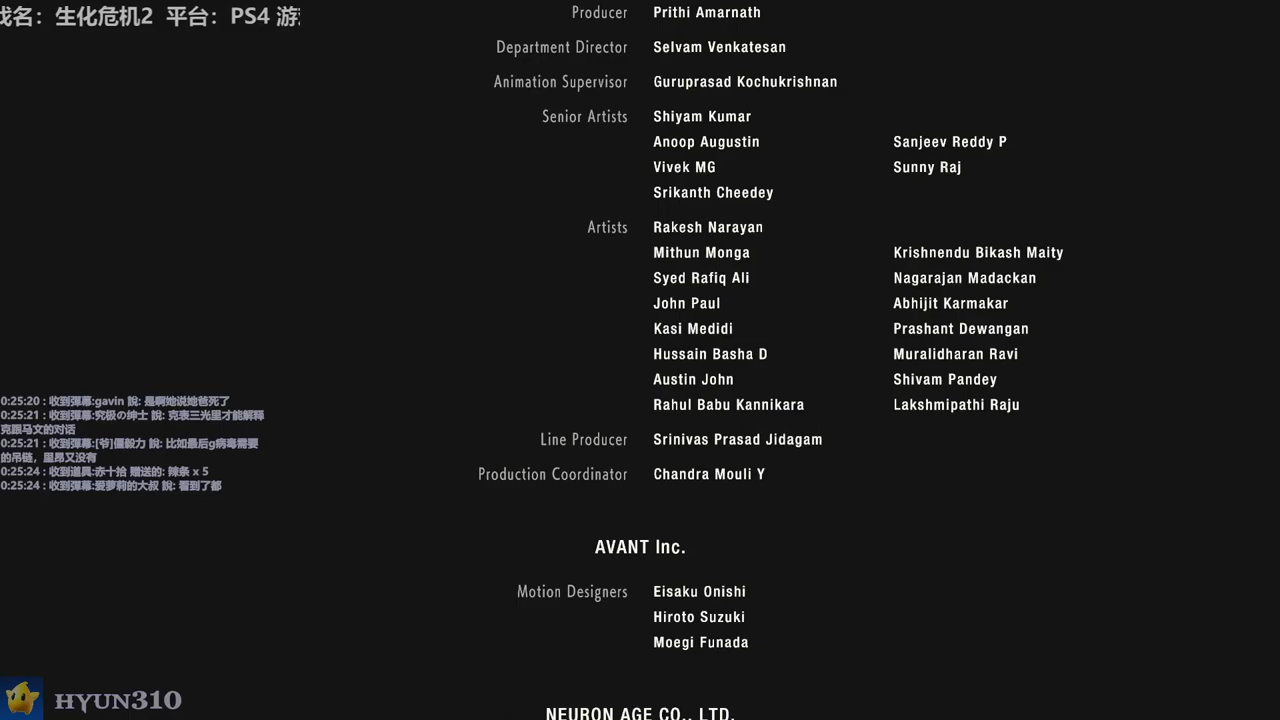 戏名：生化危机2 平台：PS4 游
Producer Prithi Amarnath
Department Director Selvam Venkatesan
Animation Supervisor Guruprasad Kochukrishnan
Senior Artists Shiyam Kumar
Anoop Augustin Sanjeev Reddy P
Vivek MG Sunny Raj
Srikanth Cheedey
Artists Rakesh Narayan
Mithun Monga Krishnendu Bikash Maity
Syed Rafiq Ali Nagarajan Madackan
John Paul Abhijit Karmakar
Kasi Medidi Prashant Dewangan
Hussain Basha D Muralidharan Ravi
Austin John Shivam Pandey
Rahul Babu Kannikara Lakshmipathi Raju
Line Producer Srinivas Prasad Jidagam
Production Coordinator Chandra Mouli Y
0:25:20 : 收到彈幕:gavin 說: 是啊她说她爸死了
0:25:21 : 收到彈幕:究极の绅士 說: 克表三光里才能解释
克跟马文的对话
0:25:21 : 收到彈幕:[爷]僵毅力 說: 比如最后g病毒需要
的吊链，里昂又没有
0:25:24 : 收到道具:赤十拾 赠送的: 辣条 x 5
0:25:24 : 收到彈幕:爱萝莉的大叔 說: 看到了都
AVANT Inc.
Motion Designers Eisaku Onishi
Hiroto Suzuki
Moegi Funada
NEURON AGE CO., LTD.
HYUN310